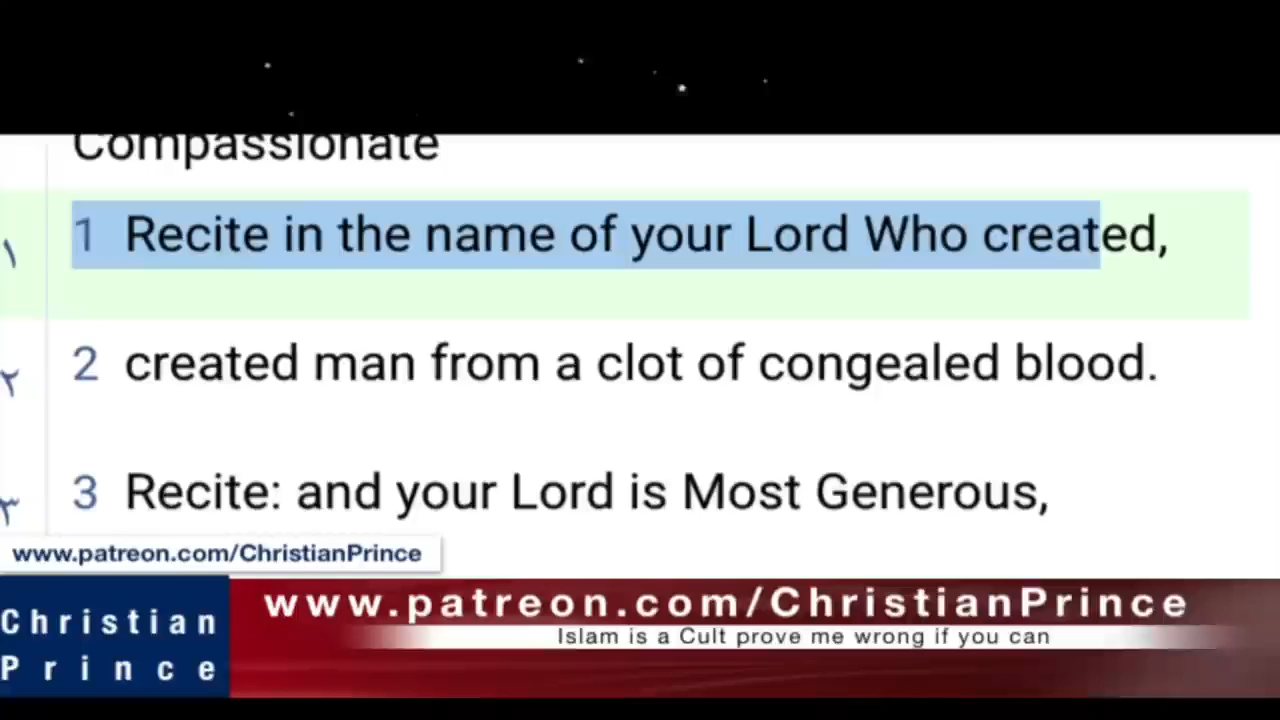 Compassionate
١
1 Recite in the name of your Lord Who created,
٢
2 created man from a clot of congealed blood.
٣
3 Recite: and your Lord is Most Generous,
www.patreon.com/ChristianPrince
www.patreon.com/ChristianPrince
Islam is a Cult prove me wrong if you can
Christian
Prince